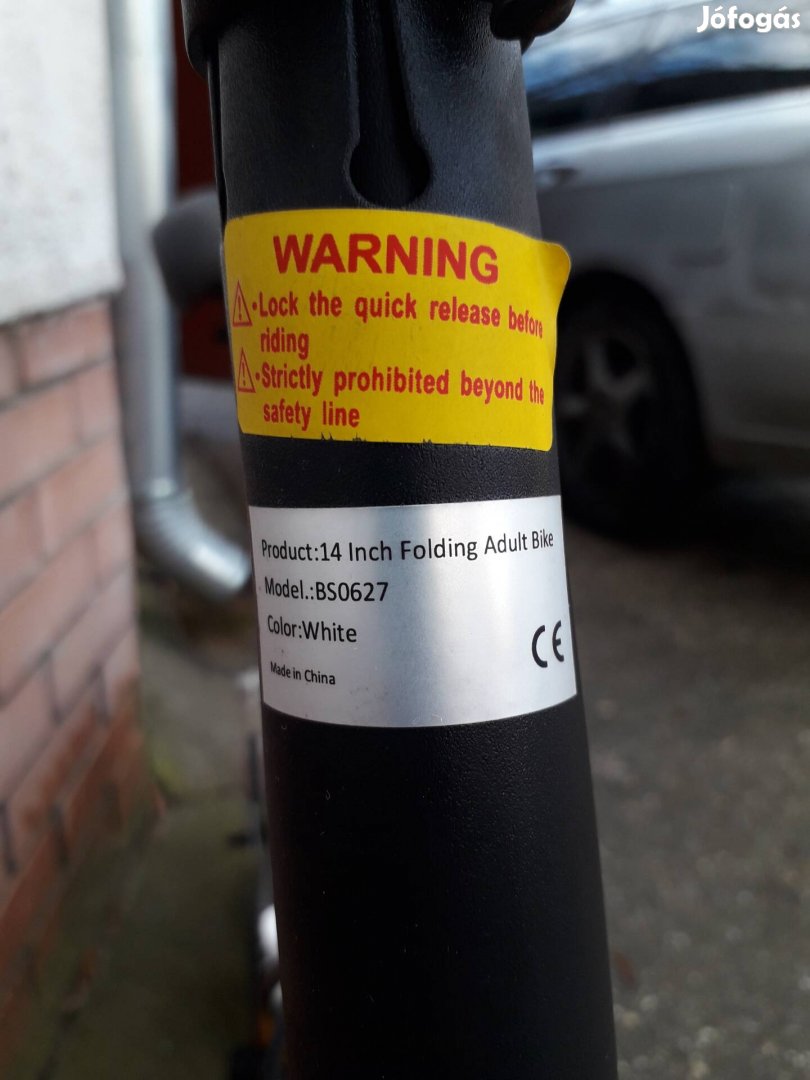 Jófogás
WARNING
•Lock the quick release before
riding
•Strictly prohibited beyond the
safety line
Product:14 Inch Folding Adult Bike
Model.:BS0627
Color:White
CE
Made in China